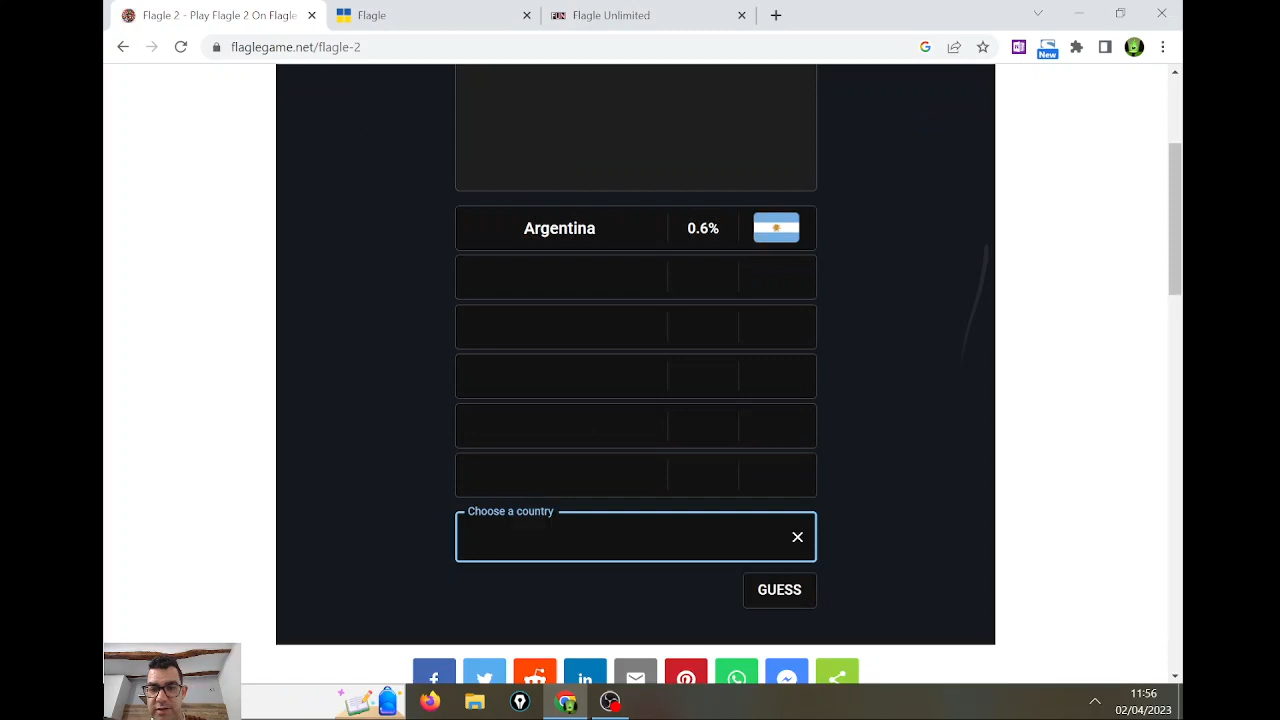 Flagle 2 - Play Flagle 2 On Flagle
Flagle
FUN Flagle Unlimited
flaglegame.net/flagle-2
New
Argentina 0.6%
Choose a country
GUESS
11:56
02/04/2023